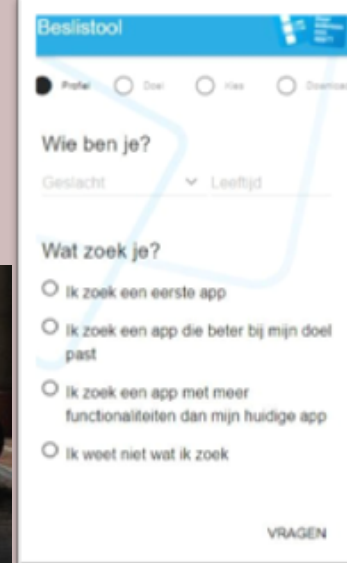 Beslistool
Profiel Doel Kies Download
Wie ben je?
Geslacht Leeftijd
Wat zoek je?
Ik zoek een eerste app
Ik zoek een app die beter bij mijn doel
past
Ik zoek een app met meer
functionaliteiten dan mijn huidige app
Ik weet niet wat ik zoek
VRAGEN